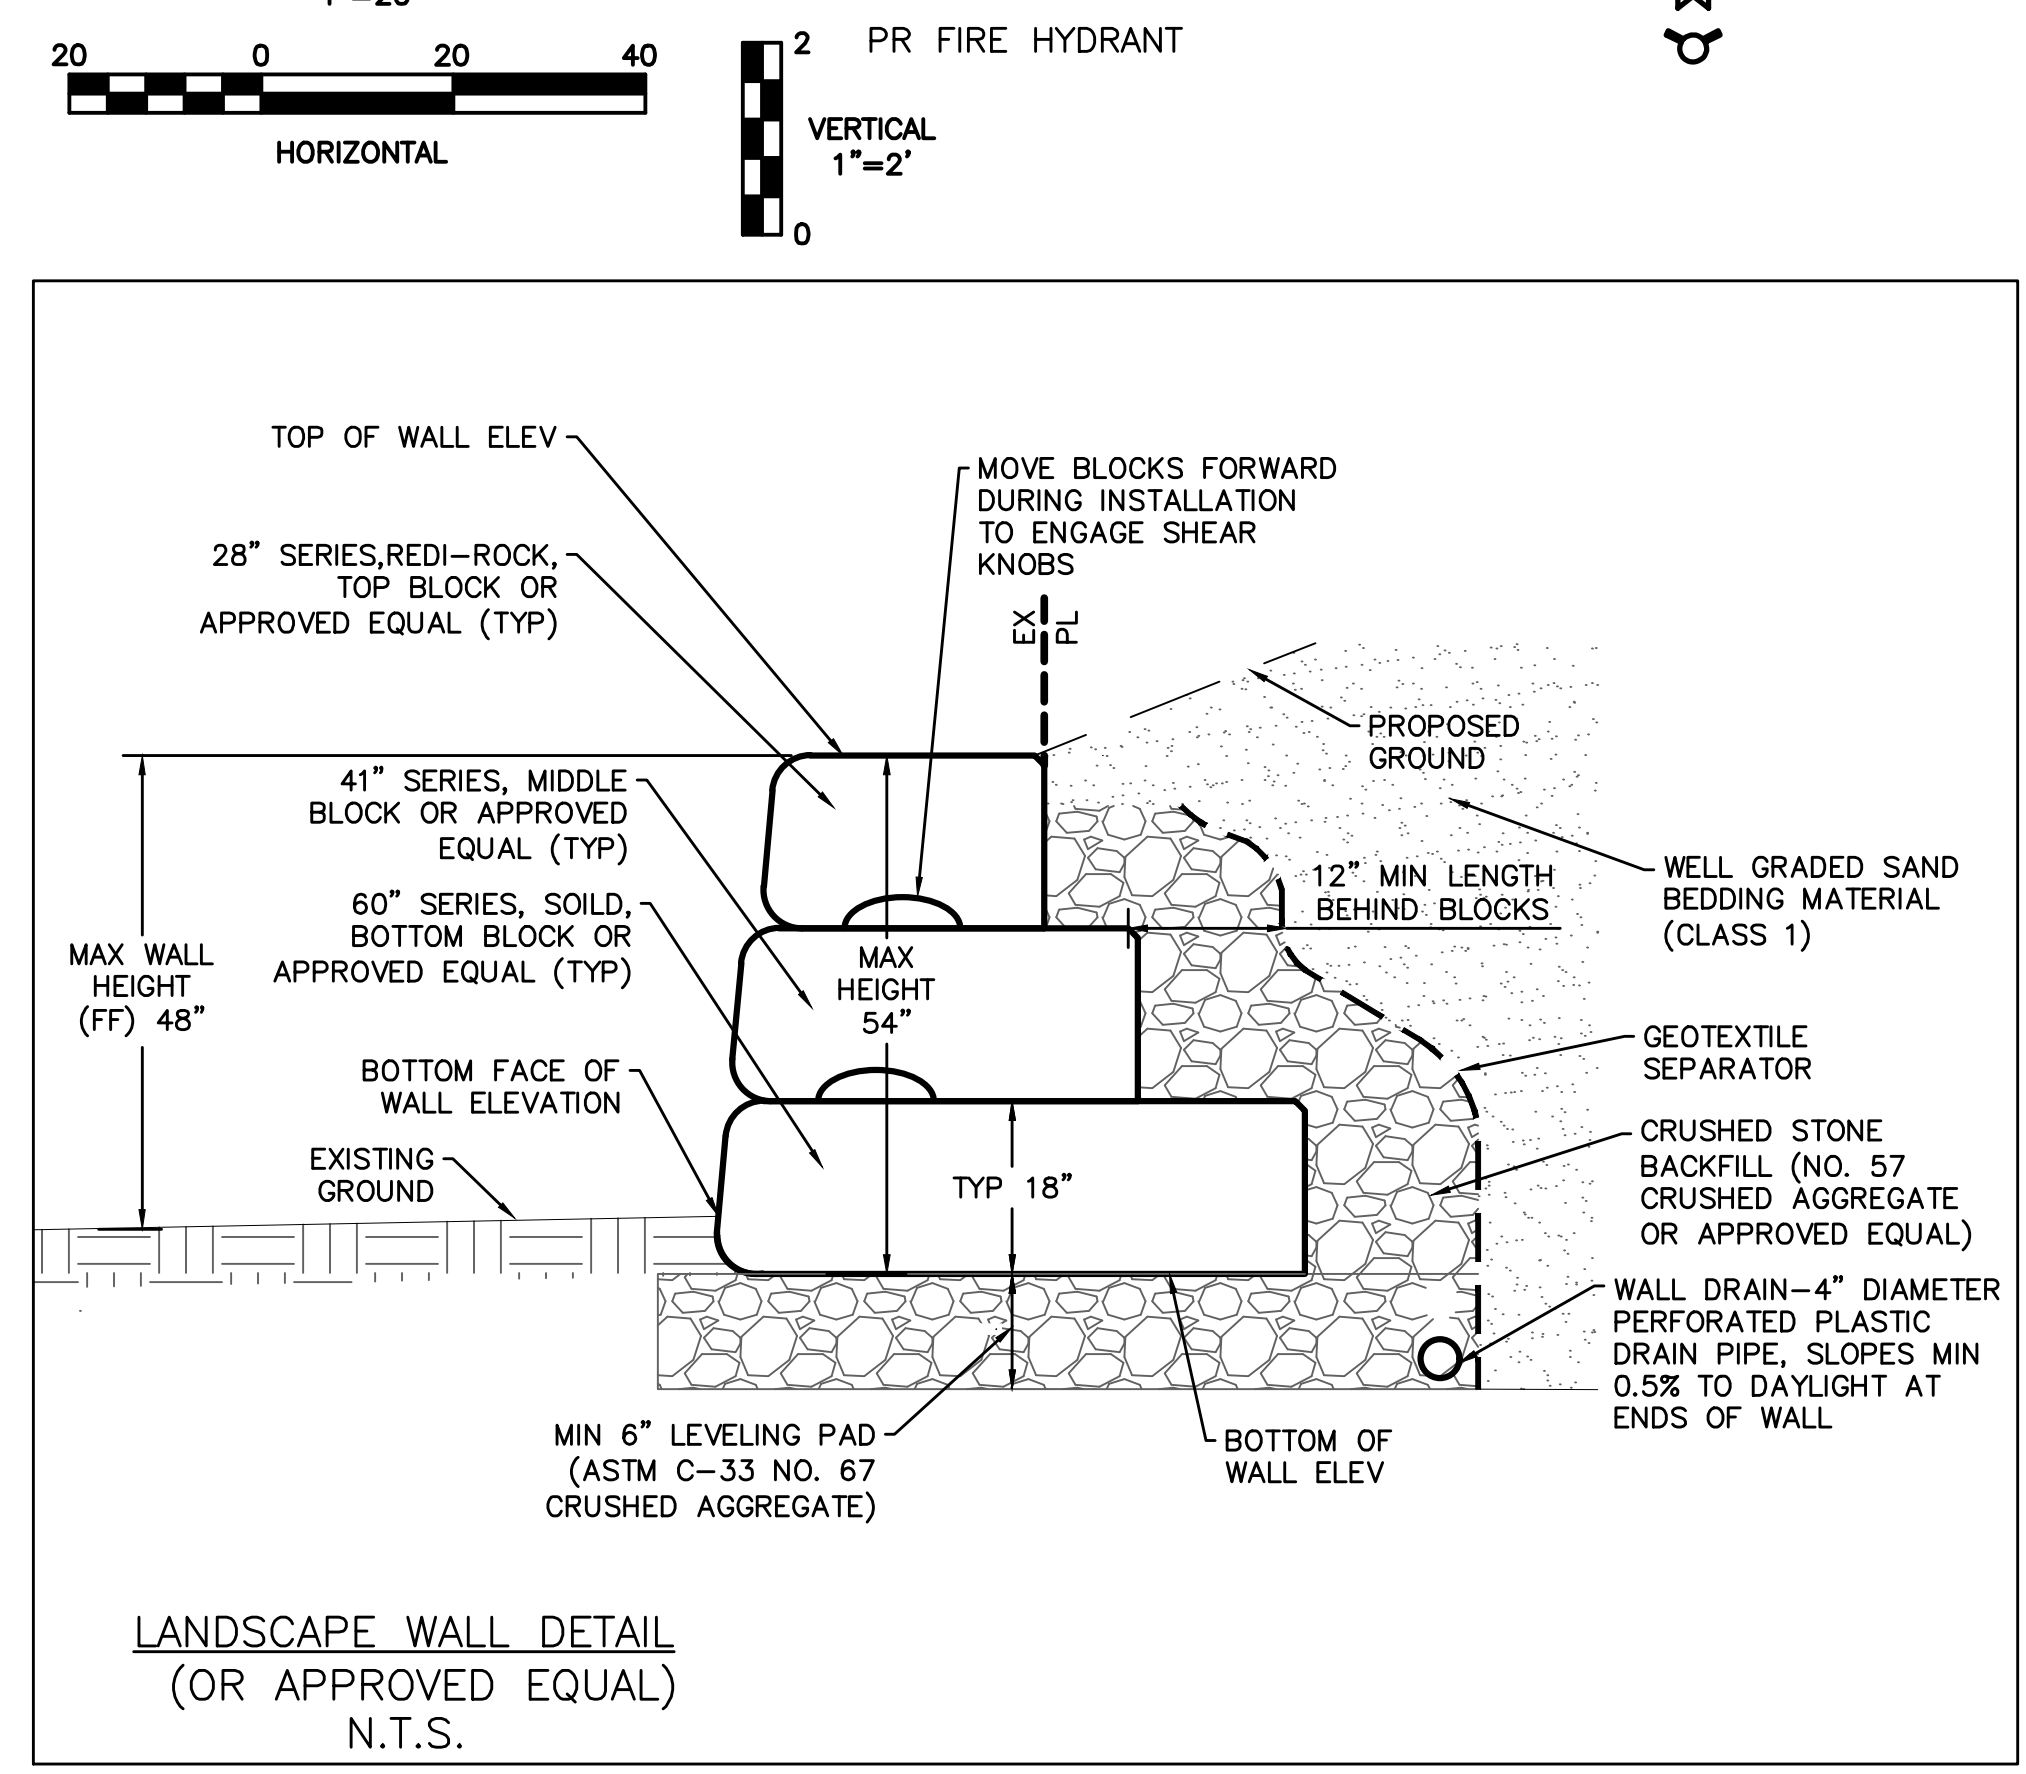 20 0 20 40
HORIZONTAL
2
VERTICAL
1"=2'
0
PR FIRE HYDRANT
TOP OF WALL ELEV
28" SERIES,REDI-ROCK,
TOP BLOCK OR
APPROVED EQUAL (TYP)
MOVE BLOCKS FORWARD
DURING INSTALLATION
TO ENGAGE SHEAR
KNOBS
EX
PL
PROPOSED
GROUND
41" SERIES, MIDDLE
BLOCK OR APPROVED
EQUAL (TYP)
60" SERIES, SOILD,
BOTTOM BLOCK OR
APPROVED EQUAL (TYP)
12" MIN LENGTH
BEHIND BLOCKS
WELL GRADED SAND
BEDDING MATERIAL
(CLASS 1)
MAX WALL
HEIGHT
(FF) 48"
MAX
HEIGHT
54"
BOTTOM FACE OF
WALL ELEVATION
GEOTEXTILE
SEPARATOR
EXISTING
GROUND
TYP 18"
CRUSHED STONE
BACKFILL (NO. 57
CRUSHED AGGREGATE
OR APPROVED EQUAL)
WALL DRAIN-4" DIAMETER
PERFORATED PLASTIC
DRAIN PIPE, SLOPES MIN
0.5% TO DAYLIGHT AT
ENDS OF WALL
MIN 6" LEVELING PAD
(ASTM C-33 NO. 67
CRUSHED AGGREGATE)
BOTTOM OF
WALL ELEV
LANDSCAPE WALL DETAIL
(OR APPROVED EQUAL)
N.T.S.